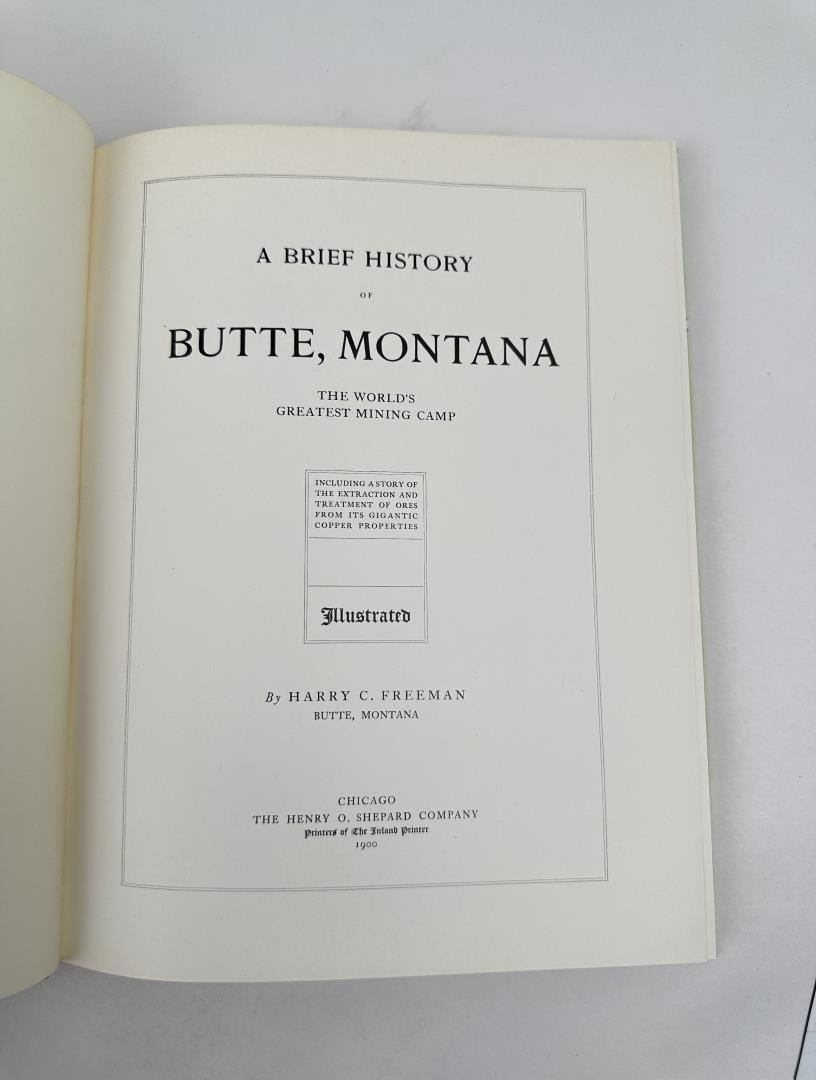 A BRIEF HISTORY
OF
BUTTE, MONTANA
THE WORLD'S
GREATEST MINING CAMP
INCLUDING A STORY OF
THE EXTRACTION AND
TREATMENT OF ORES
FROM ITS GIGANTIC
COPPER PROPERTIES
Illustrated
By HARRY C. FREEMAN
BUTTE, MONTANA
CHICAGO
THE HENRY O. SHEPARD COMPANY
Printers of The Inland Printer
1900